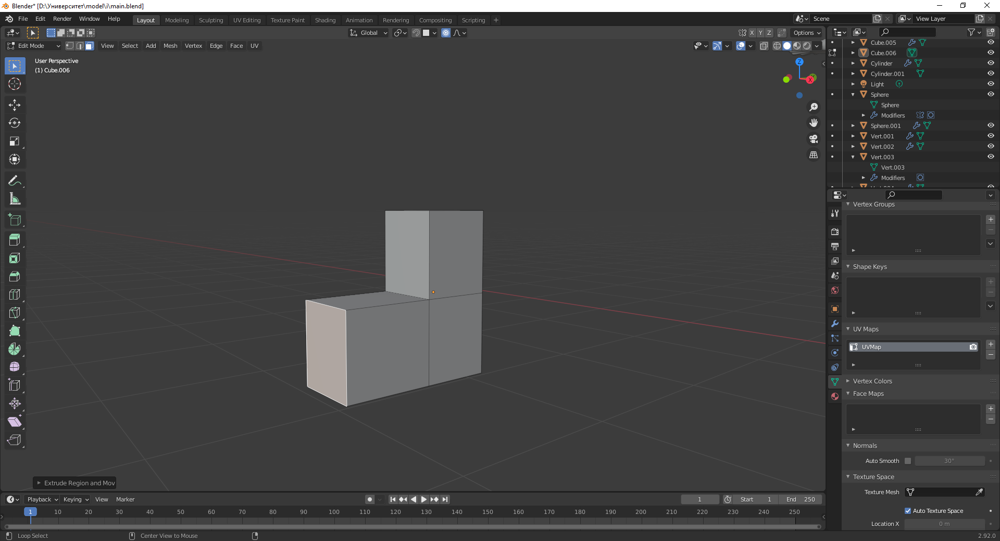 Blender* [D:\Университет\model\i\main.blend]
File Edit Render Window Help Layout Modeling Sculpting UV Editing Texture Paint Shading Animation Rendering Compositing Scripting + Scene View Layer
Global Options
X Y Z
Edit Mode View Select Add Mesh Vertex Edge Face UV
User Perspective
(1) Cube.006
Z
Y
X
Cube.005
Cube.006
Cylinder
Cylinder.001
Light
Sphere
Sphere
Modifiers
Sphere.001
Vert.001
Vert.002
Vert.003
Vert.003
Modifiers
Vertex Groups
Shape Keys
UV Maps
UVMap
Vertex Colors
Face Maps
Normals
Auto Smooth 30°
Texture Space
Texture Mesh
Auto Texture Space
Location X 0 m
Extrude Region and Mov
Playback Keying View Marker 1 Start 1 End 250
1 10 20 30 40 50 60 70 80 90 100 110 120 130 140 150 160 170 180 190 200 210 220 230 240 250
Loop Select Center View to Mouse 2.92.0